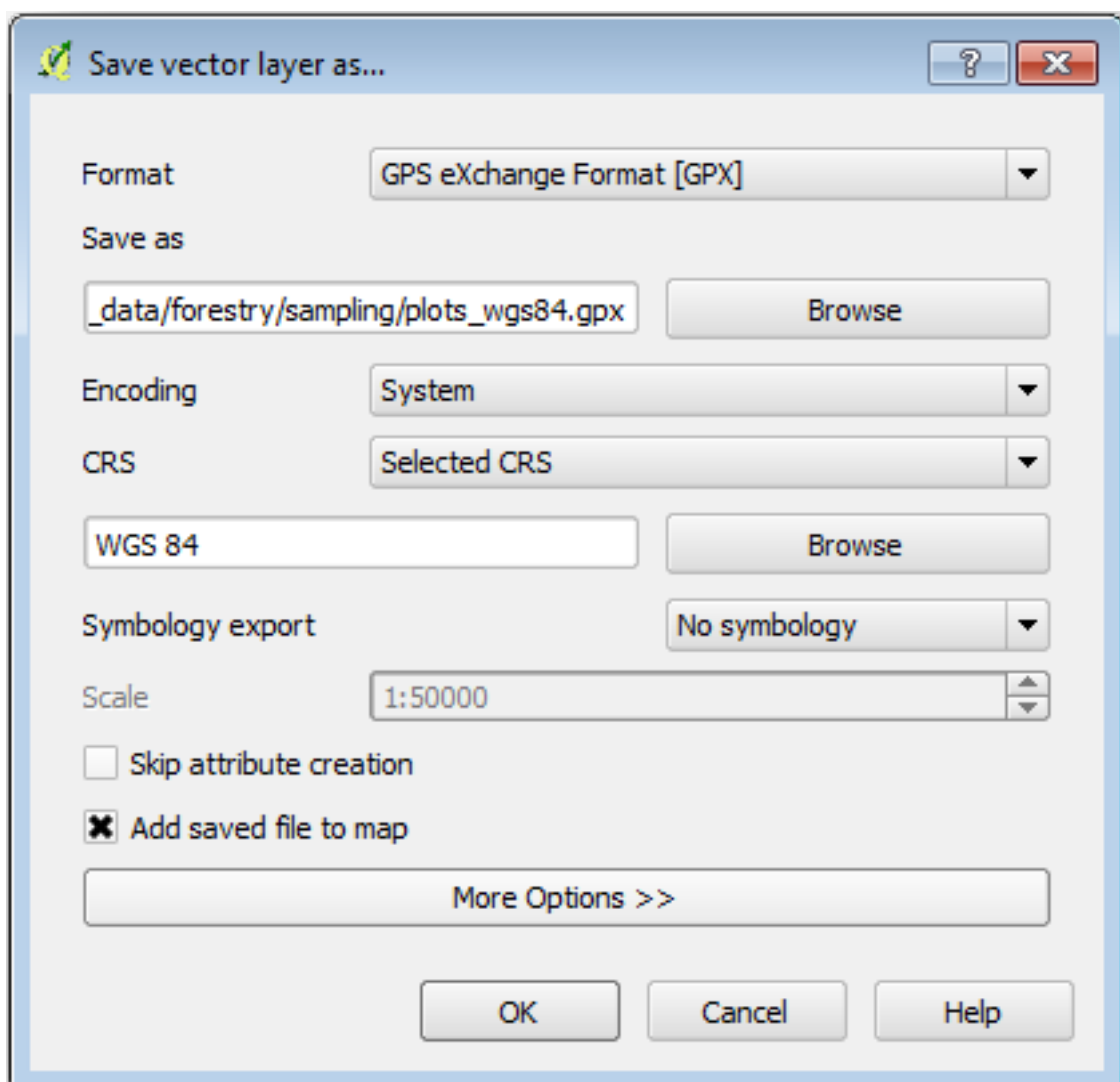 Save vector layer as...
Format GPS eXchange Format [GPX]
Save as
_data/forestry/sampling/plots_wgs84.gpx Browse
Encoding System
CRS Selected CRS
WGS 84 Browse
Symbology export No symbology
Scale 1:50000
Skip attribute creation
Add saved file to map
More Options >>
OK Cancel Help